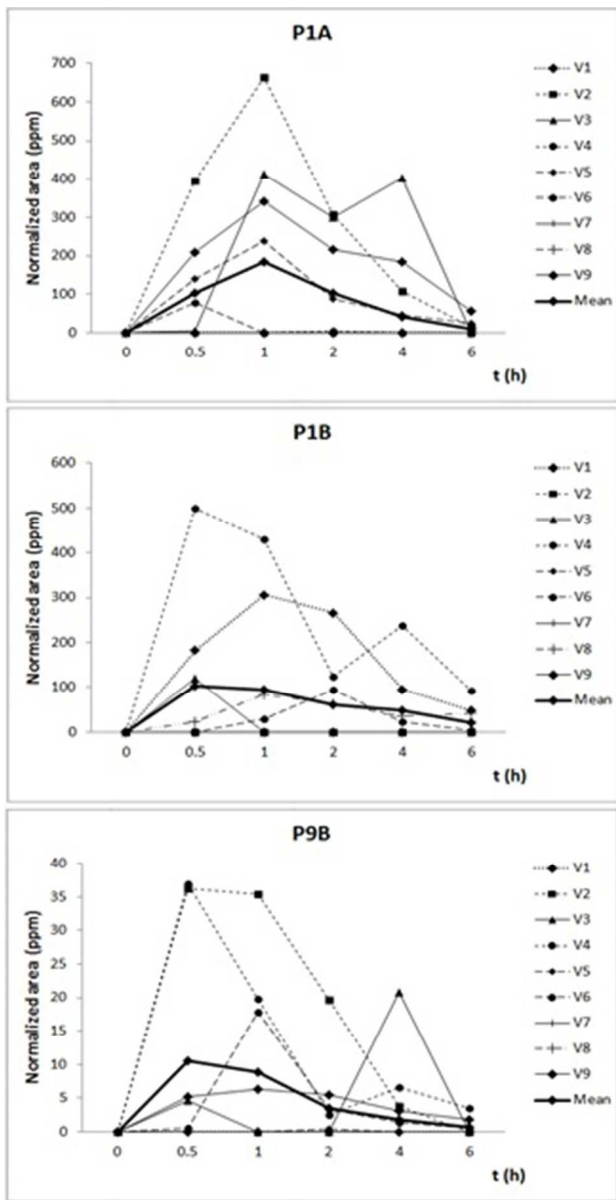 P1A
Normalized area (ppm)
700
600
500
400
300
200
100
0
0 0.5 1 2 4 6
t (h)
V1
V2
V3
V4
V5
V6
V7
V8
V9
Mean
P1B
Normalized area (ppm)
600
500
400
300
200
100
0
0 0.5 1 2 4 6
t (h)
V1
V2
V3
V4
V5
V6
V7
V8
V9
Mean
P9B
Normalized area (ppm)
40
35
30
25
20
15
10
5
0
0 0.5 1 2 4 6
t (h)
V1
V2
V3
V4
V5
V6
V7
V8
V9
Mean